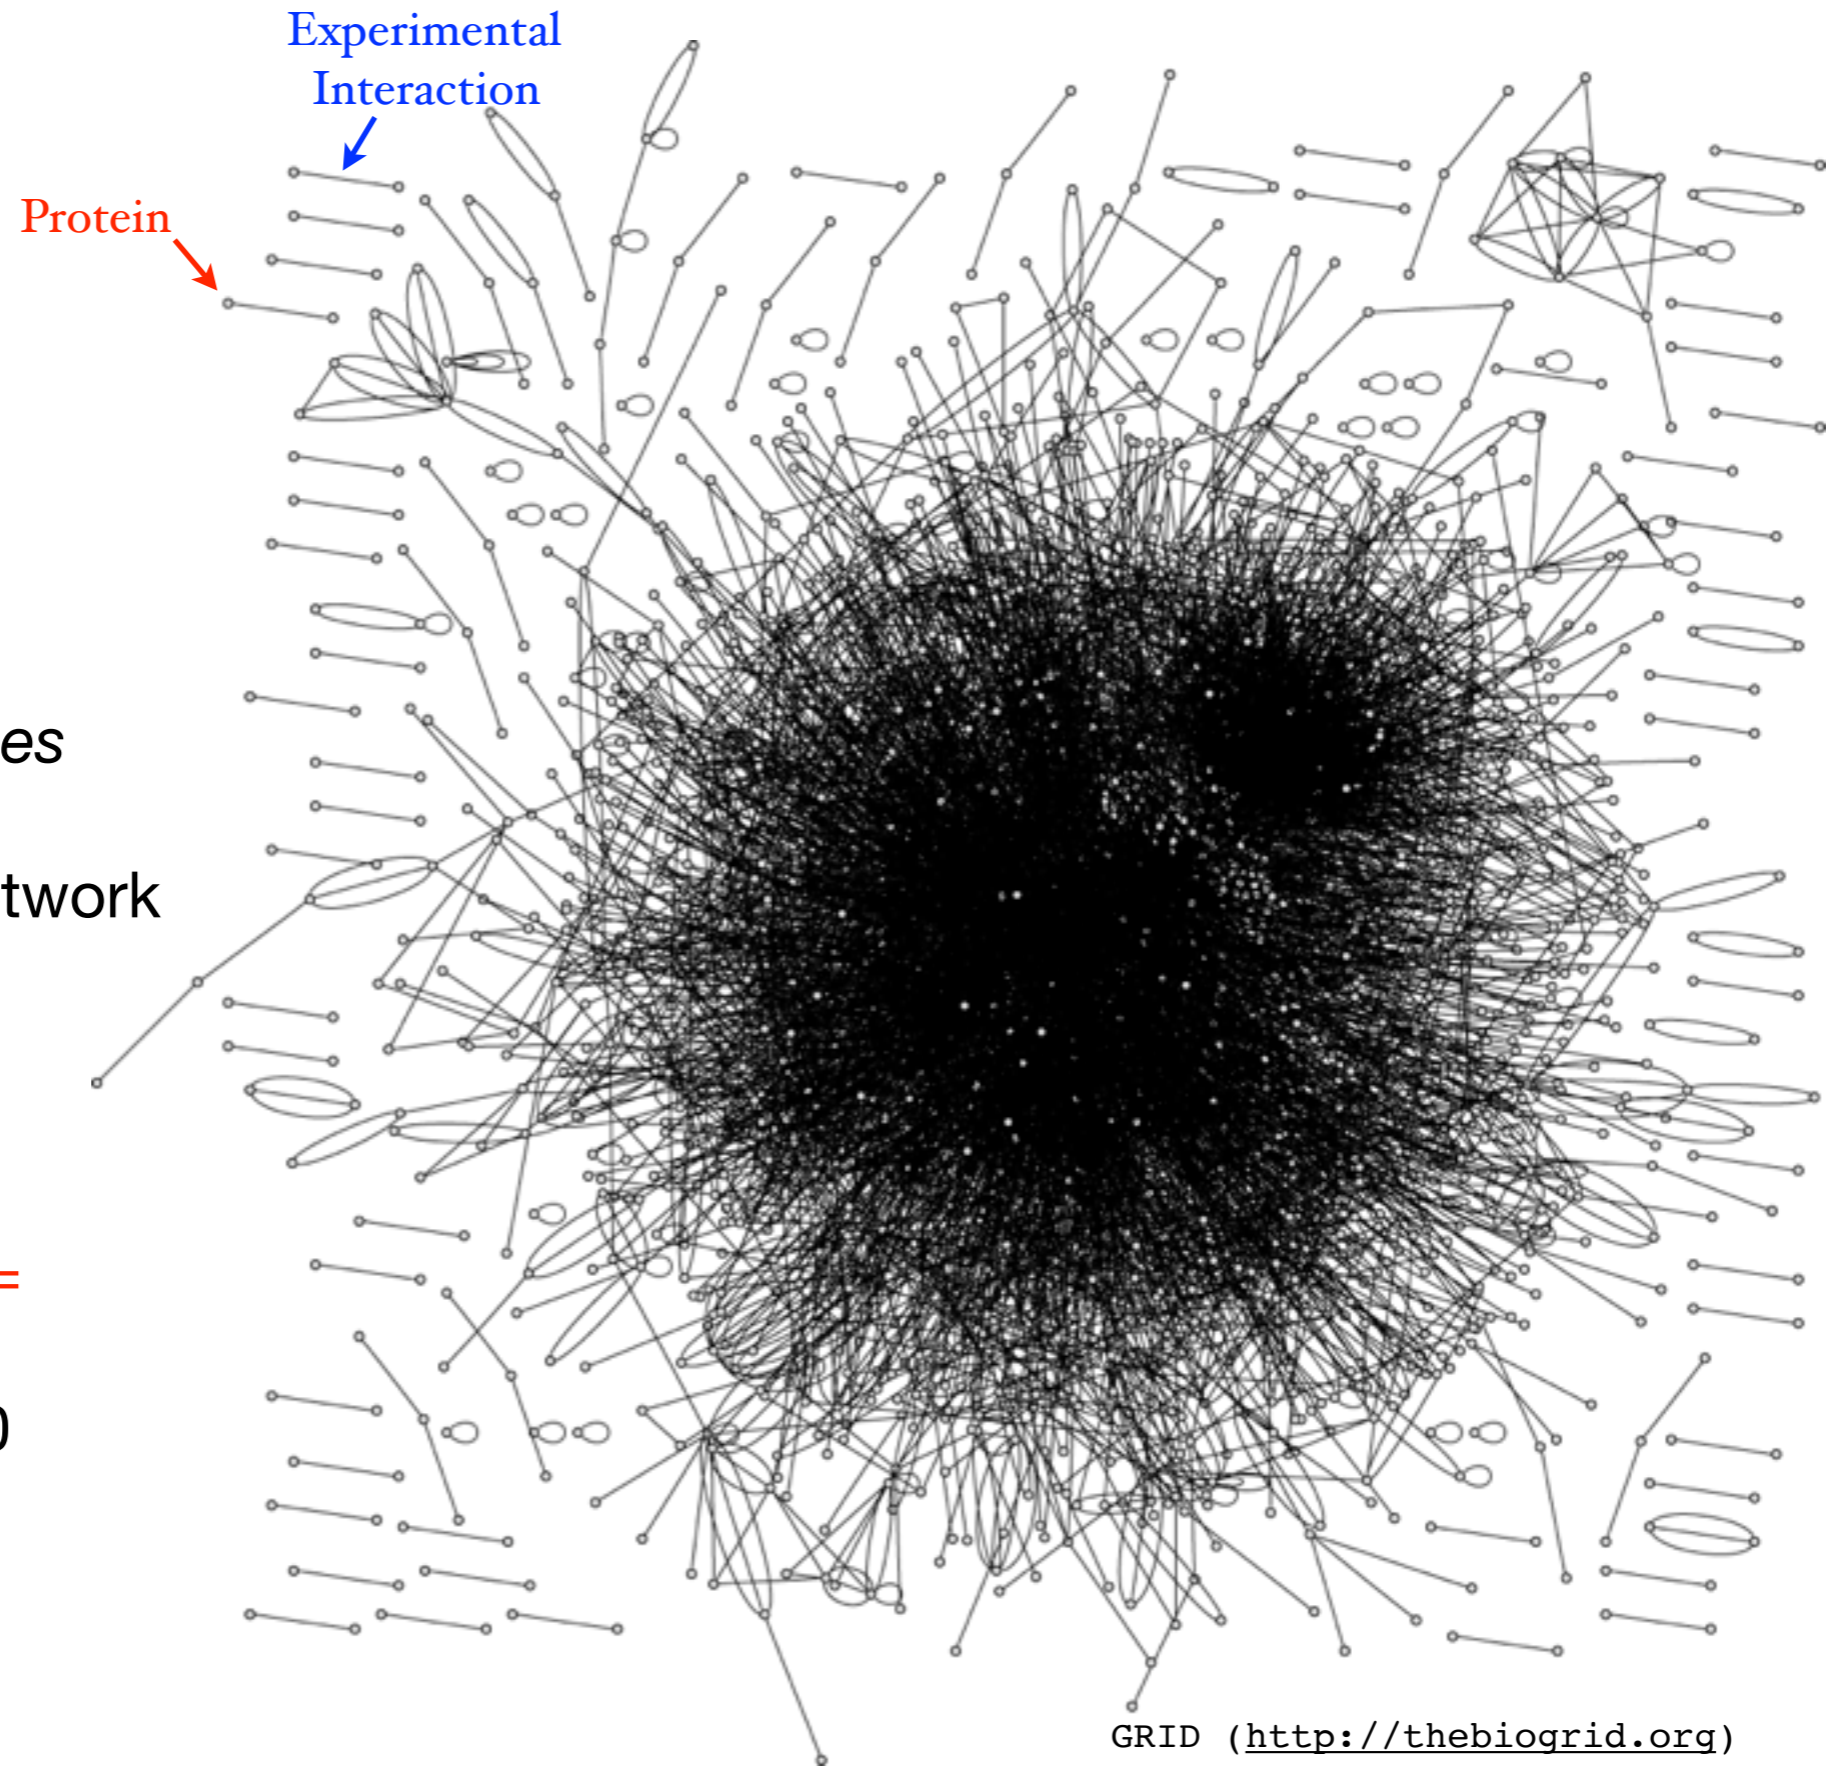 Experimental
Interaction
Protein
es
twork
=
GRID (http://thebiogrid.org)